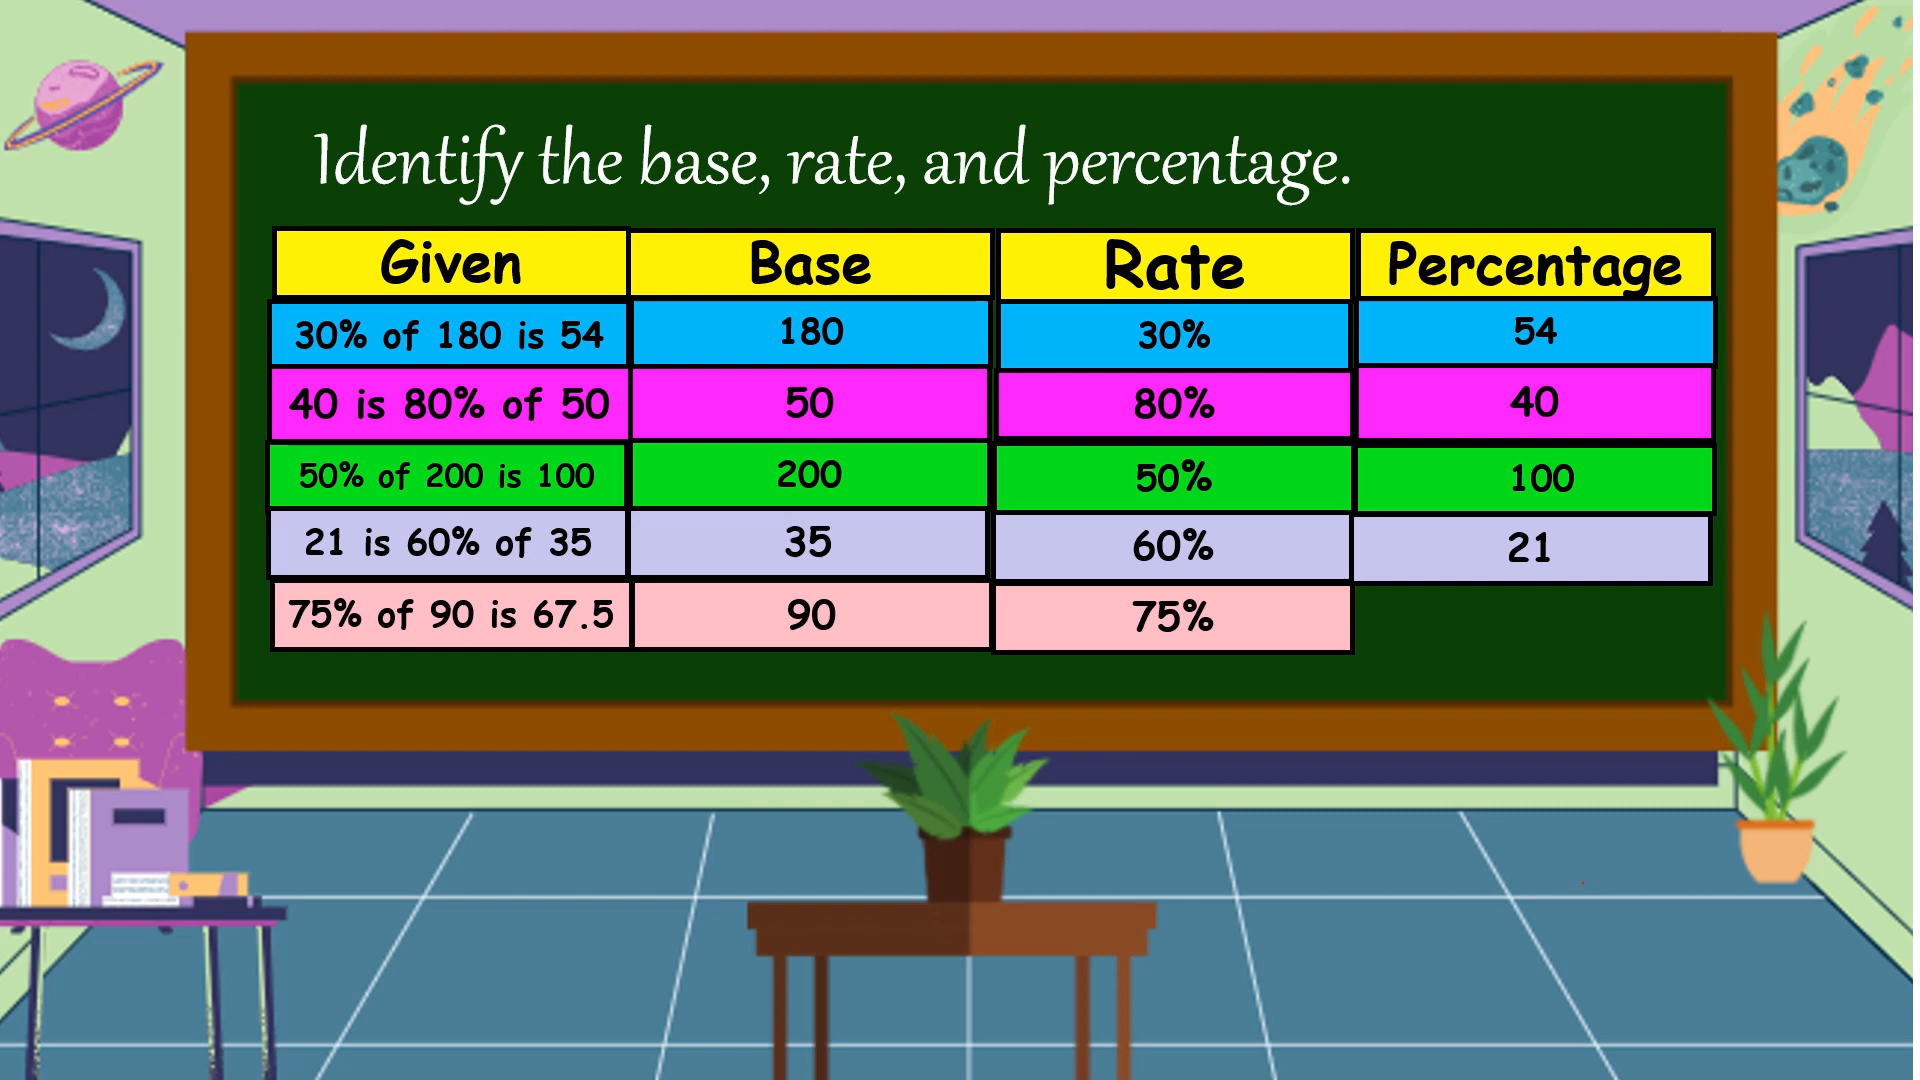 Identify the base, rate, and percentage.
Given Base Rate Percentage
30% of 180 is 54 180 30% 54
40 is 80% of 50 50 80% 40
50% of 200 is 100 200 50% 100
21 is 60% of 35 35 60% 21
75% of 90 is 67.5 90 75%